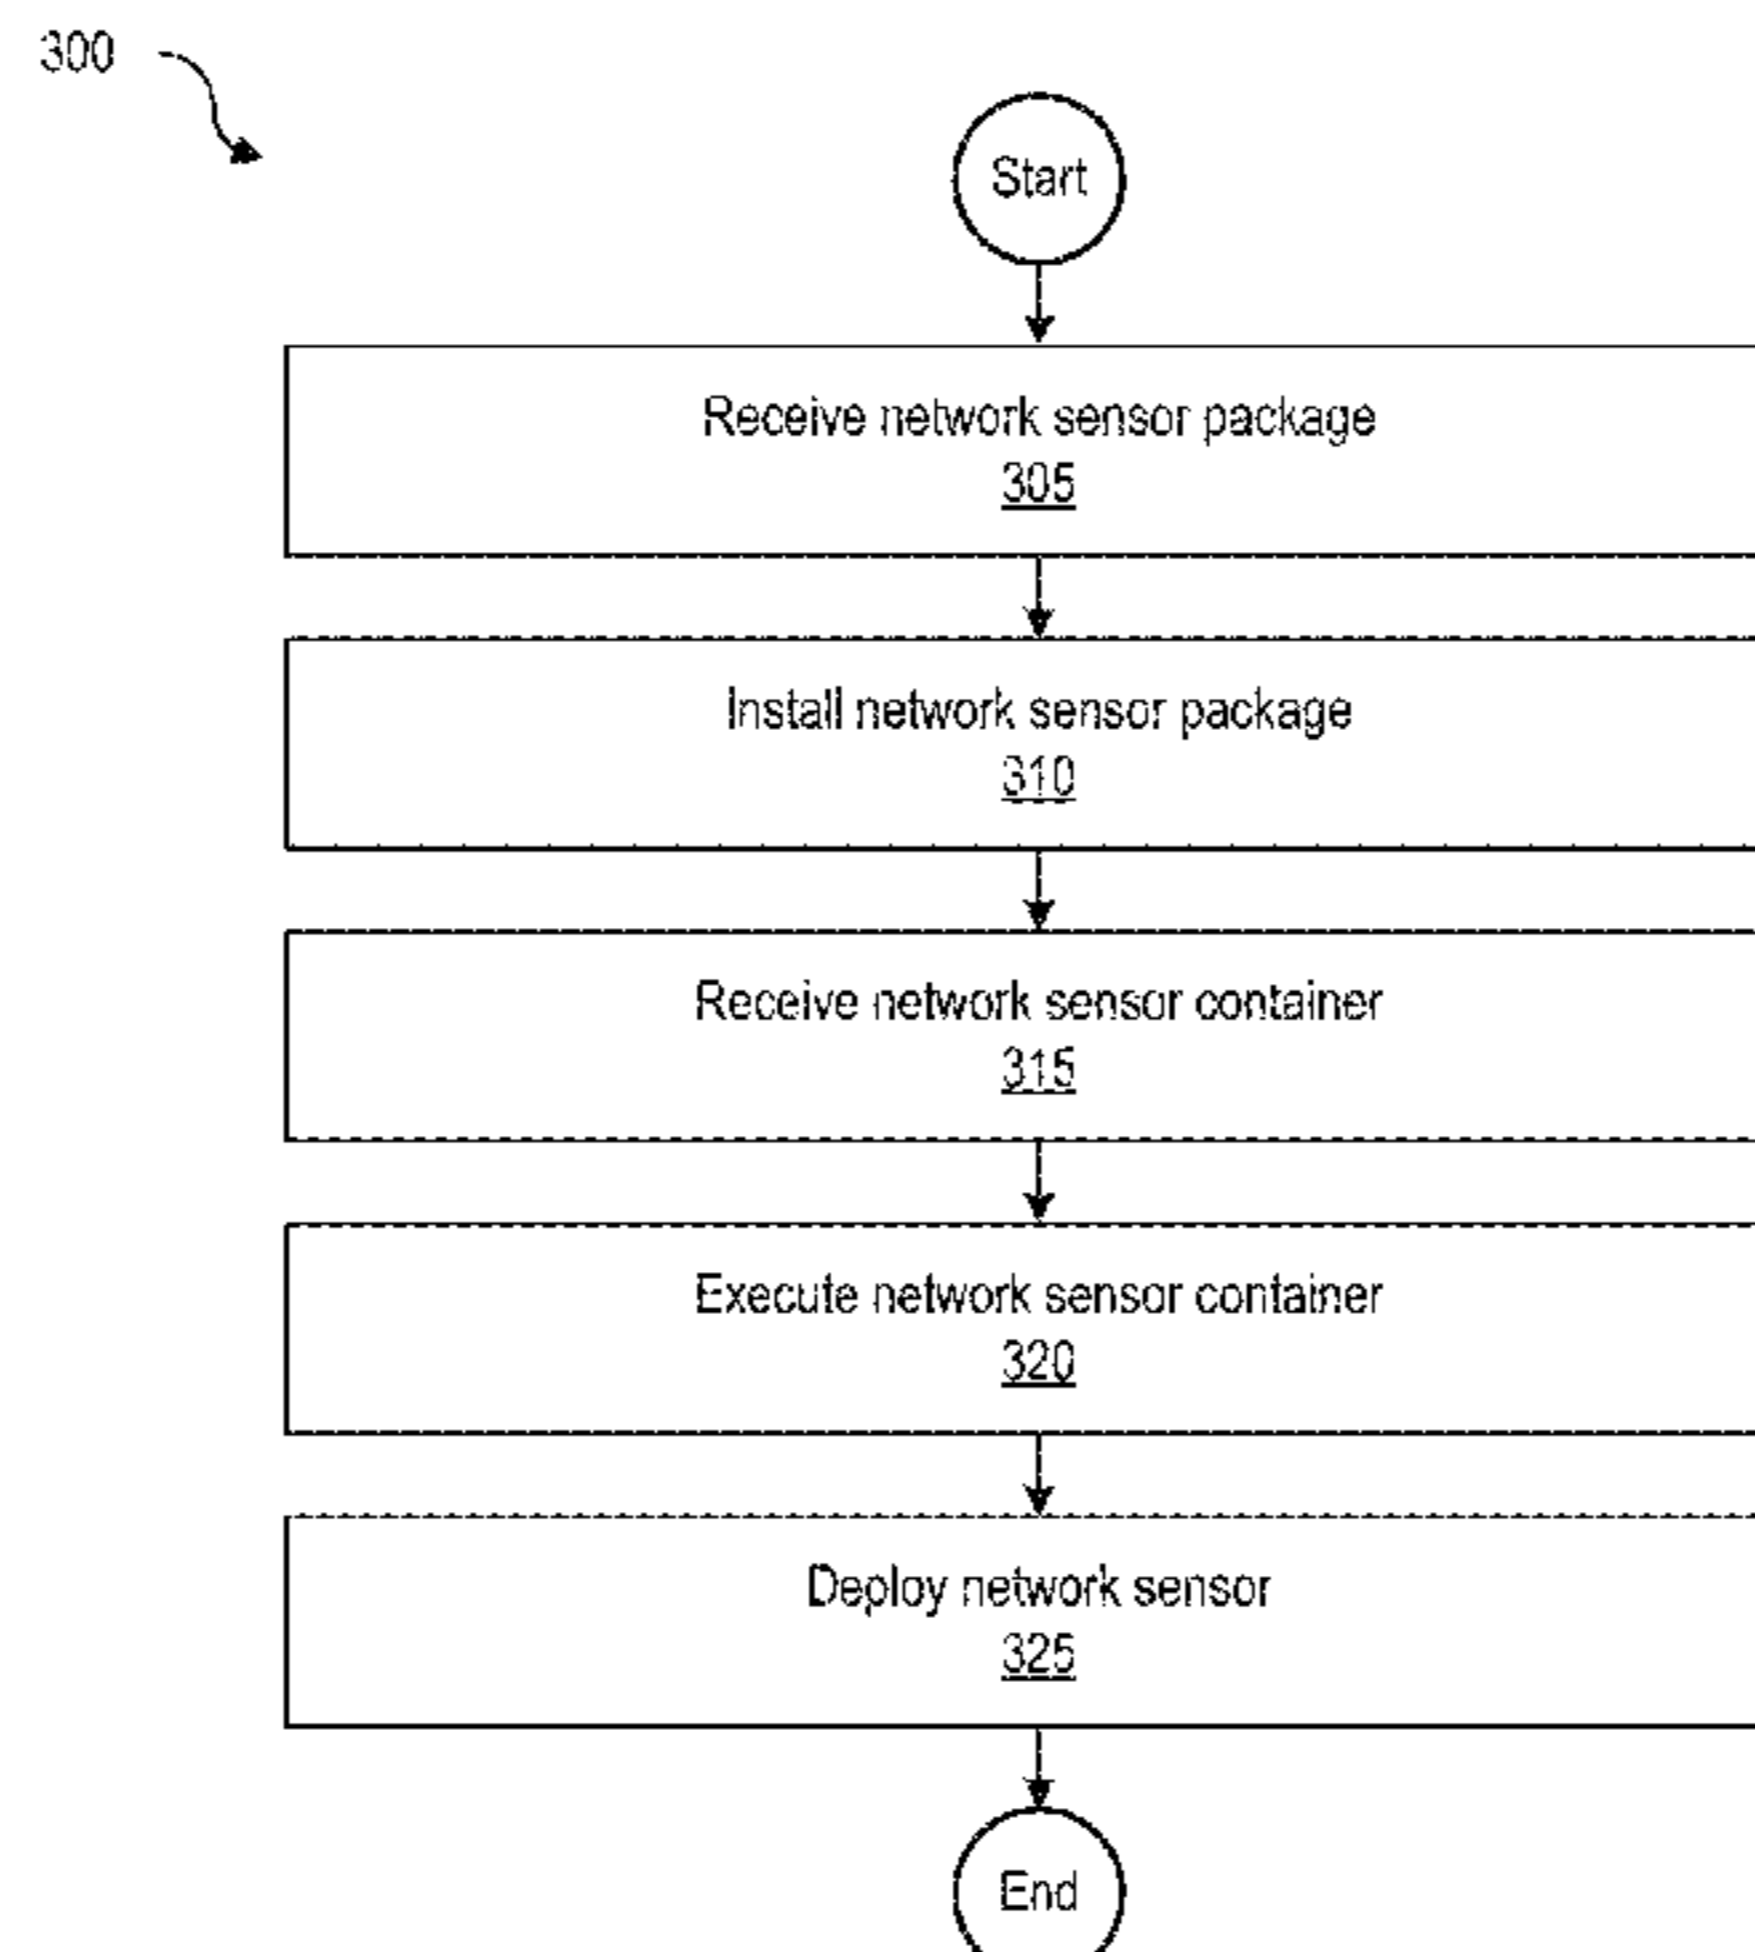 300
Start
Receive network sensor package
305
Install network sensor package
310
Receive network sensor container
315
Execute network sensor container
320
Deploy network sensor
325
End